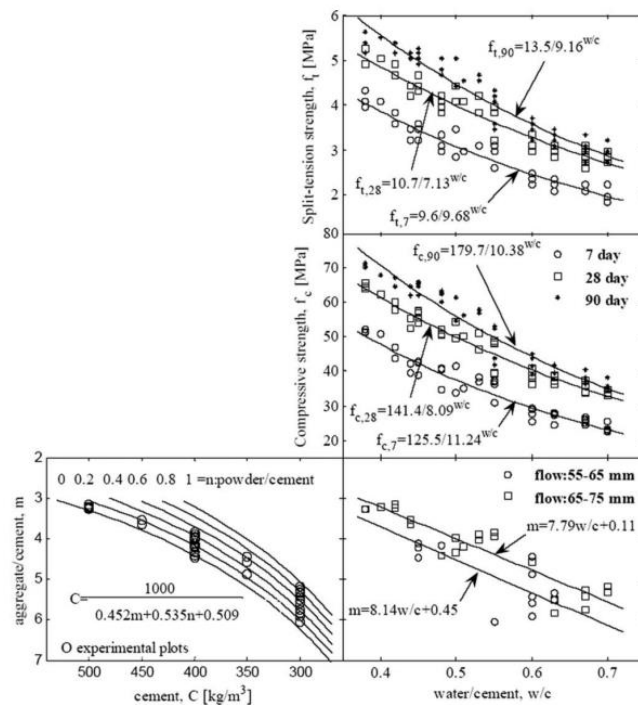 Split-tension strength, f_t [MPa]
6
5
4
3
2
f_t,90=13.5/9.16^w/c
f_t,28=10.7/7.13^w/c
f_t,7=9.6/9.68^w/c
Compressive strength, f_c [MPa]
80
70
60
50
40
30
20
f_c,90=179.7/10.38^w/c
7 day
28 day
90 day
f_c,28=141.4/8.09^w/c
f_c,7=125.5/11.24^w/c
aggregate/cement, m
2
3
4
5
6
7
0 0.2 0.4 0.6 0.8 1 =n:powder/cement
C= 1000
0.452m+0.535n+0.509
O experimental plots
500 450 400 350 300
cement, C [kg/m³]
flow:55-65 mm
flow:65-75 mm
m=7.79w/c+0.11
m=8.14w/c+0.45
0.4 0.5 0.6 0.7
water/cement, w/c